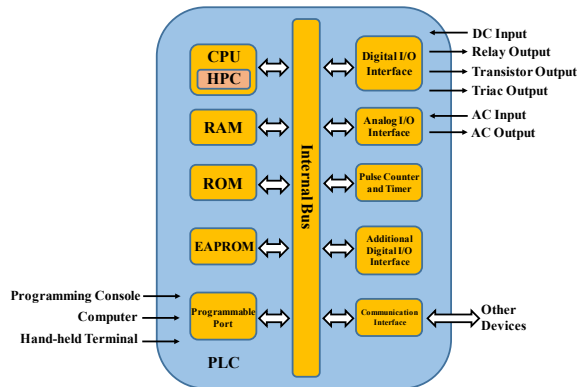 CPU
HPC
RAM
ROM
EAPROM
Programmable
Port
PLC
Internal Bus
Digital I/O
Interface
Analog I/O
Interface
Pulse Counter
and Timer
Additional
Digital I/O
Interface
Communication
Interface
DC Input
Relay Output
Transistor Output
Triac Output
AC Input
AC Output
Other
Devices
Programming Console
Computer
Hand-held Terminal